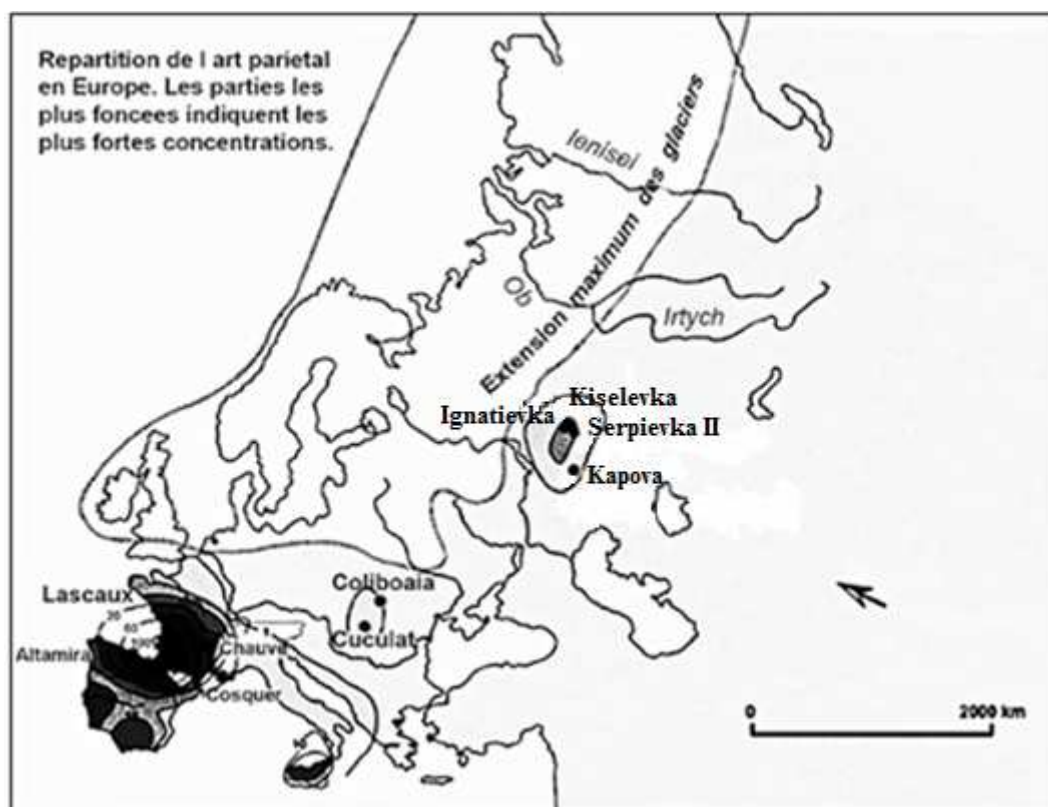 Repartition de l art parietal
en Europe. Les parties les
plus foncees indiquent les
plus fortes concentrations.
Ienisei
Extension maximum des glaciers
Ob
Irtych
Kiselevka
Ignatievka
Serpievka II
Kapova
Lascaux
Coliboaia
Cuculat
Chauve
Altamira
Cosquer
0 2000 km